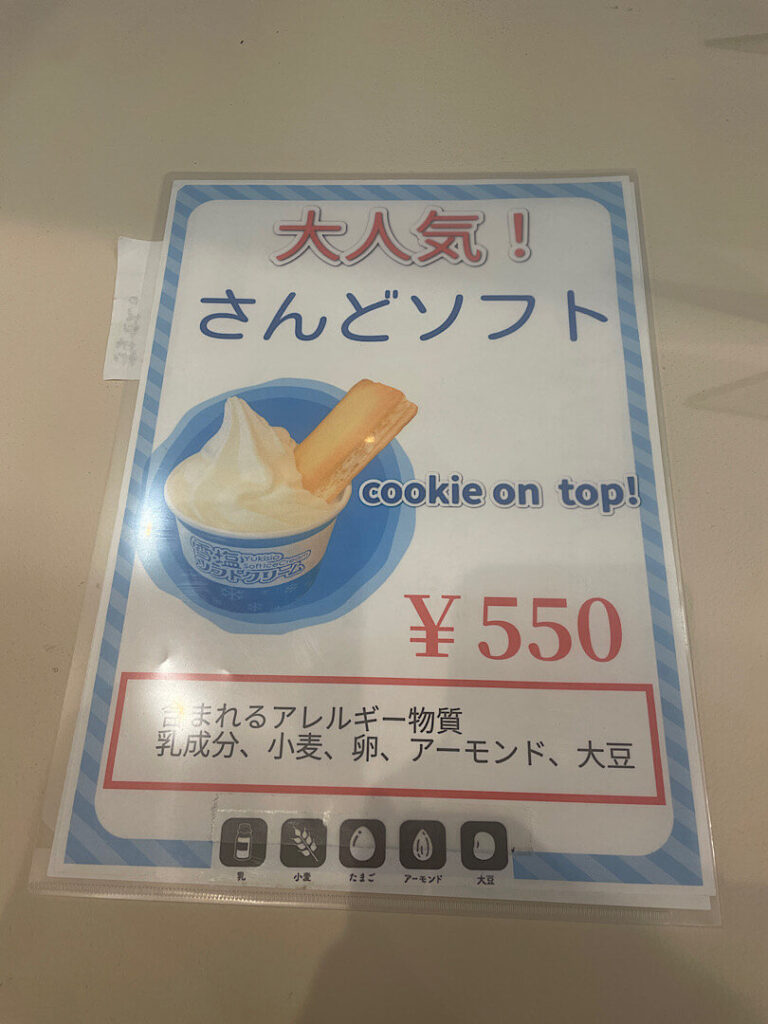 大人気！
さんどソフト
雪塩
YUKISIO
ソフトクリーム
cookie on top!
￥550
含まれるアレルギー物質
乳成分、小麦、卵、アーモンド、大豆
乳 小麦 たまご アーモンド 大豆